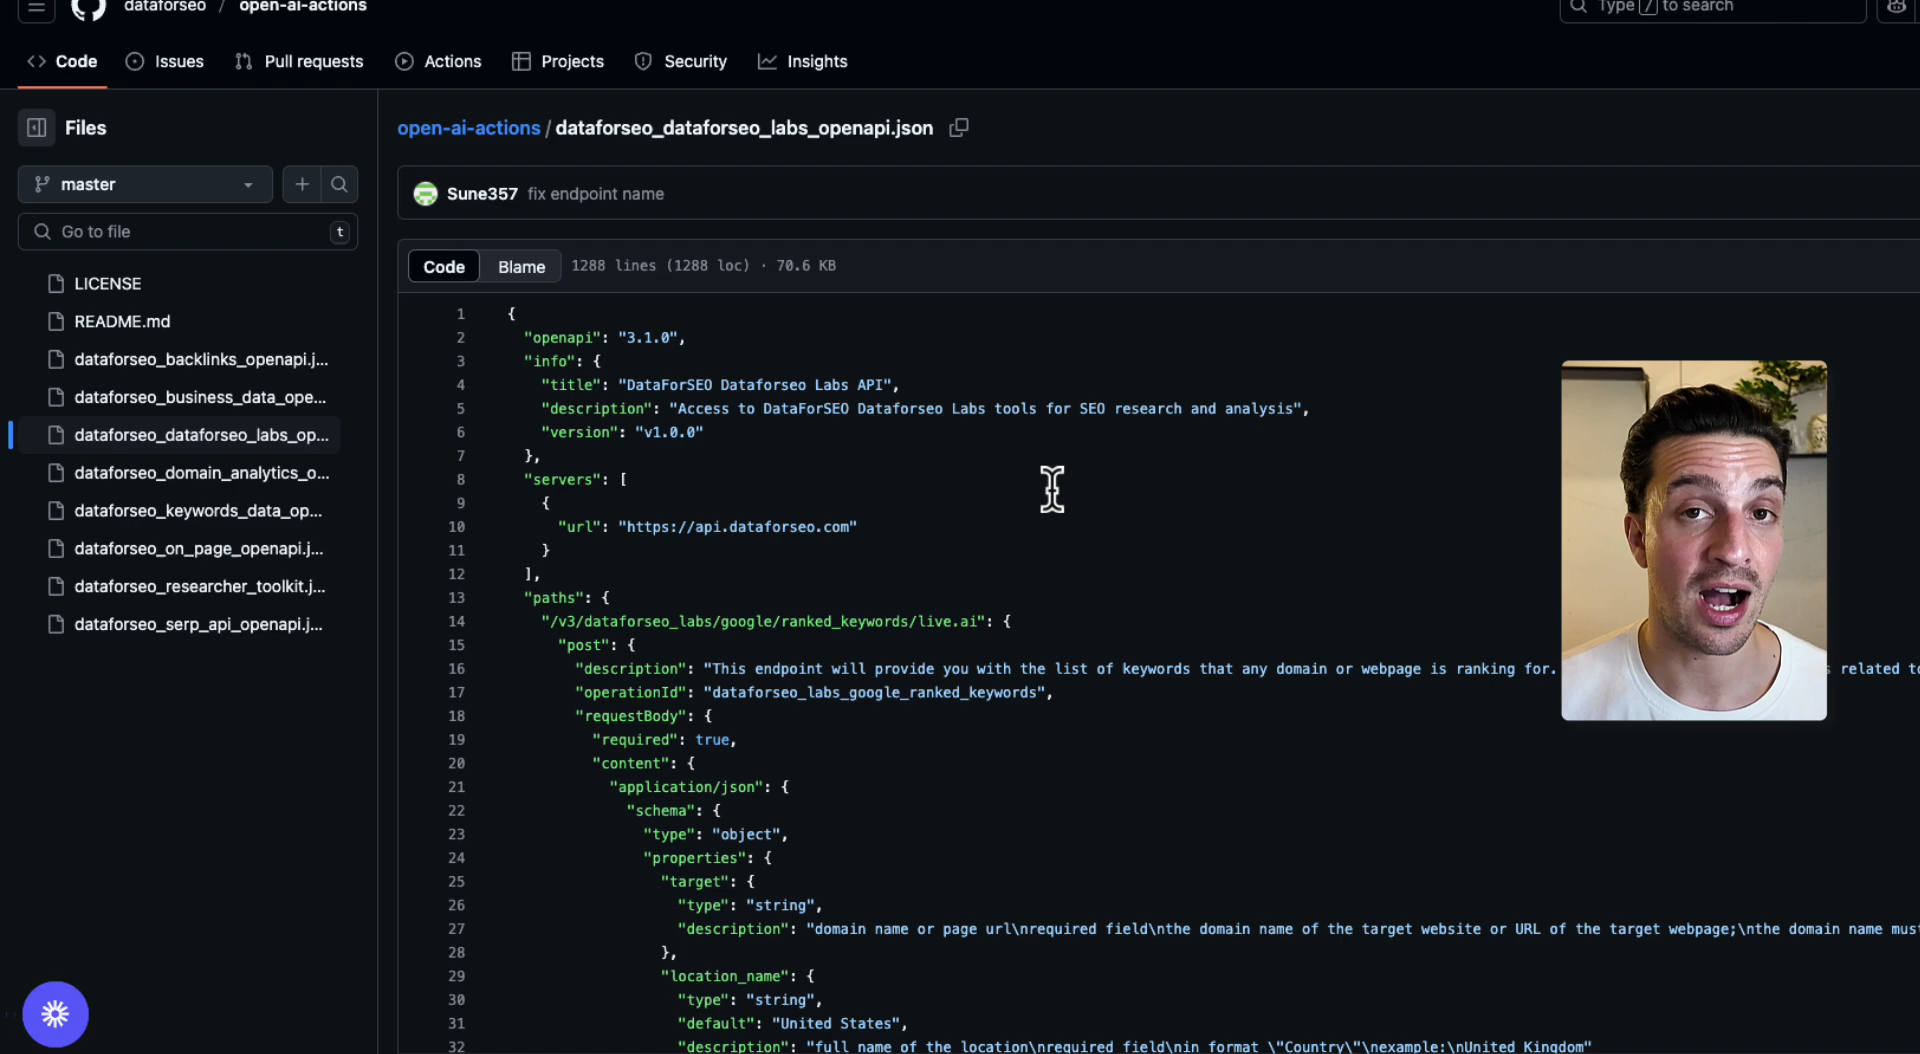 dataforseo / open-ai-actions
Type / to search
Code Issues Pull requests Actions Projects Security Insights
Files
open-ai-actions / dataforseo_dataforseo_labs_openapi.json
master
Sune357 fix endpoint name
Go to file t
Code Blame 1288 lines (1288 loc) · 70.6 KB
LICENSE
README.md
dataforseo_backlinks_openapi.j...
dataforseo_business_data_ope...
dataforseo_dataforseo_labs_op...
dataforseo_domain_analytics_o...
dataforseo_keywords_data_op...
dataforseo_on_page_openapi.j...
dataforseo_researcher_toolkit.j...
dataforseo_serp_api_openapi.j...
1 {
2 "openapi": "3.1.0",
3 "info": {
4 "title": "DataForSEO Dataforseo Labs API",
5 "description": "Access to DataForSEO Dataforseo Labs tools for SEO research and analysis",
6 "version": "v1.0.0"
7 },
8 "servers": [
9 {
10 "url": "https://api.dataforseo.com"
11 }
12 ],
13 "paths": {
14 "/v3/dataforseo_labs/google/ranked_keywords/live.ai": {
15 "post": {
16 "description": "This endpoint will provide you with the list of keywords that any domain or webpage is ranking for. related
17 "operationId": "dataforseo_labs_google_ranked_keywords",
18 "requestBody": {
19 "required": true,
20 "content": {
21 "application/json": {
22 "schema": {
23 "type": "object",
24 "properties": {
25 "target": {
26 "type": "string",
27 "description": "domain name or page url\nrequired field\nthe domain name of the target website or URL of the target webpage;\nthe domain name must
28 },
29 "location_name": {
30 "type": "string",
31 "default": "United States",
32 "description": "full name of the location\nrequired field\nin format \"Country\"\nexample:\nUnited Kingdom"